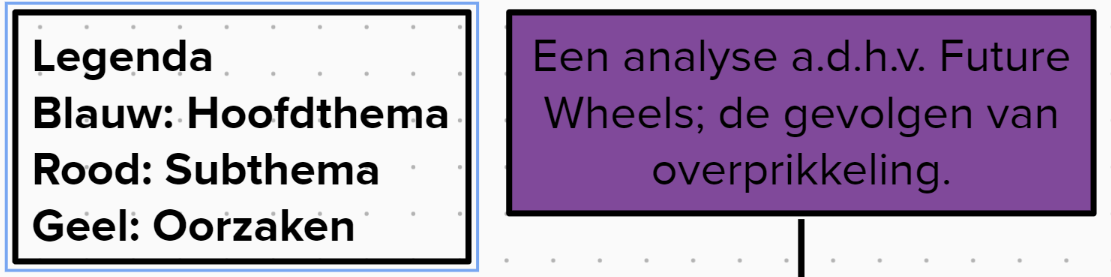 Legenda
Blauw: Hoofdthema
Rood: Subthema
Geel: Oorzaken
Een analyse a.d.h.v. Future
Wheels; de gevolgen van
overprikkeling.